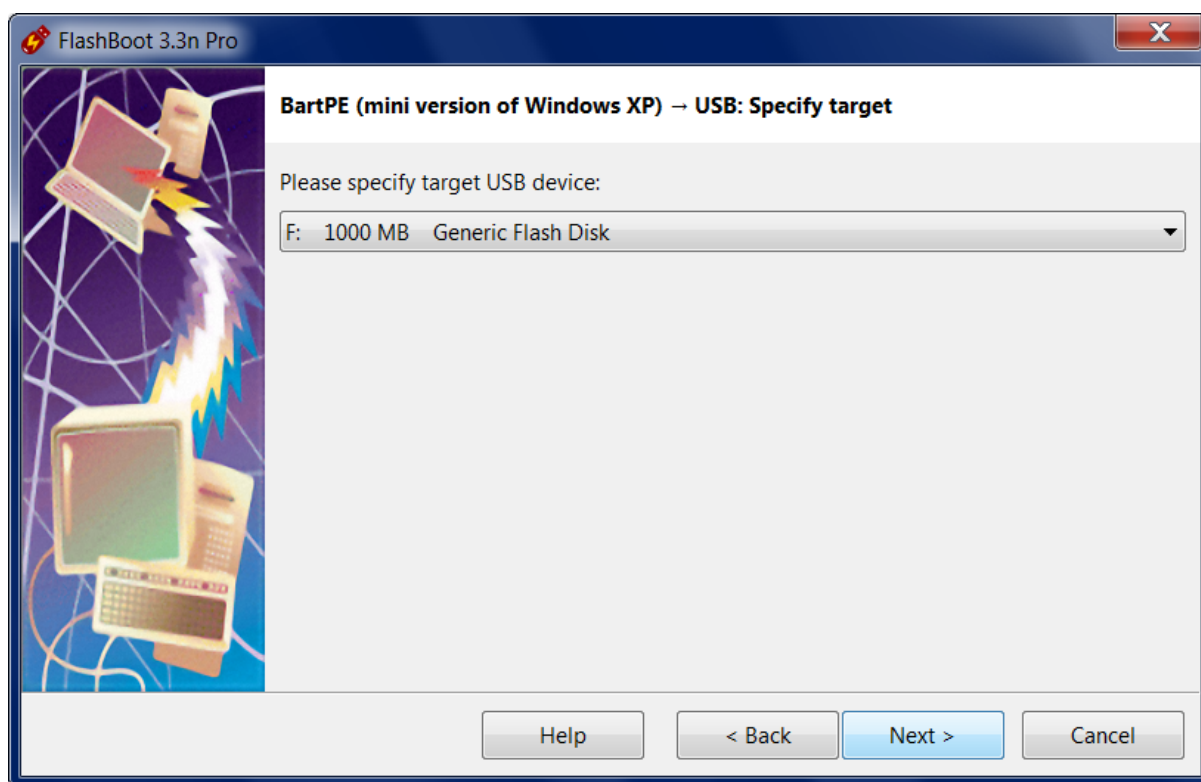 FlashBoot 3.3n Pro
X
BartPE (mini version of Windows XP) → USB: Specify target
Please specify target USB device:
F: 1000 MB Generic Flash Disk
Help
< Back
Next >
Cancel